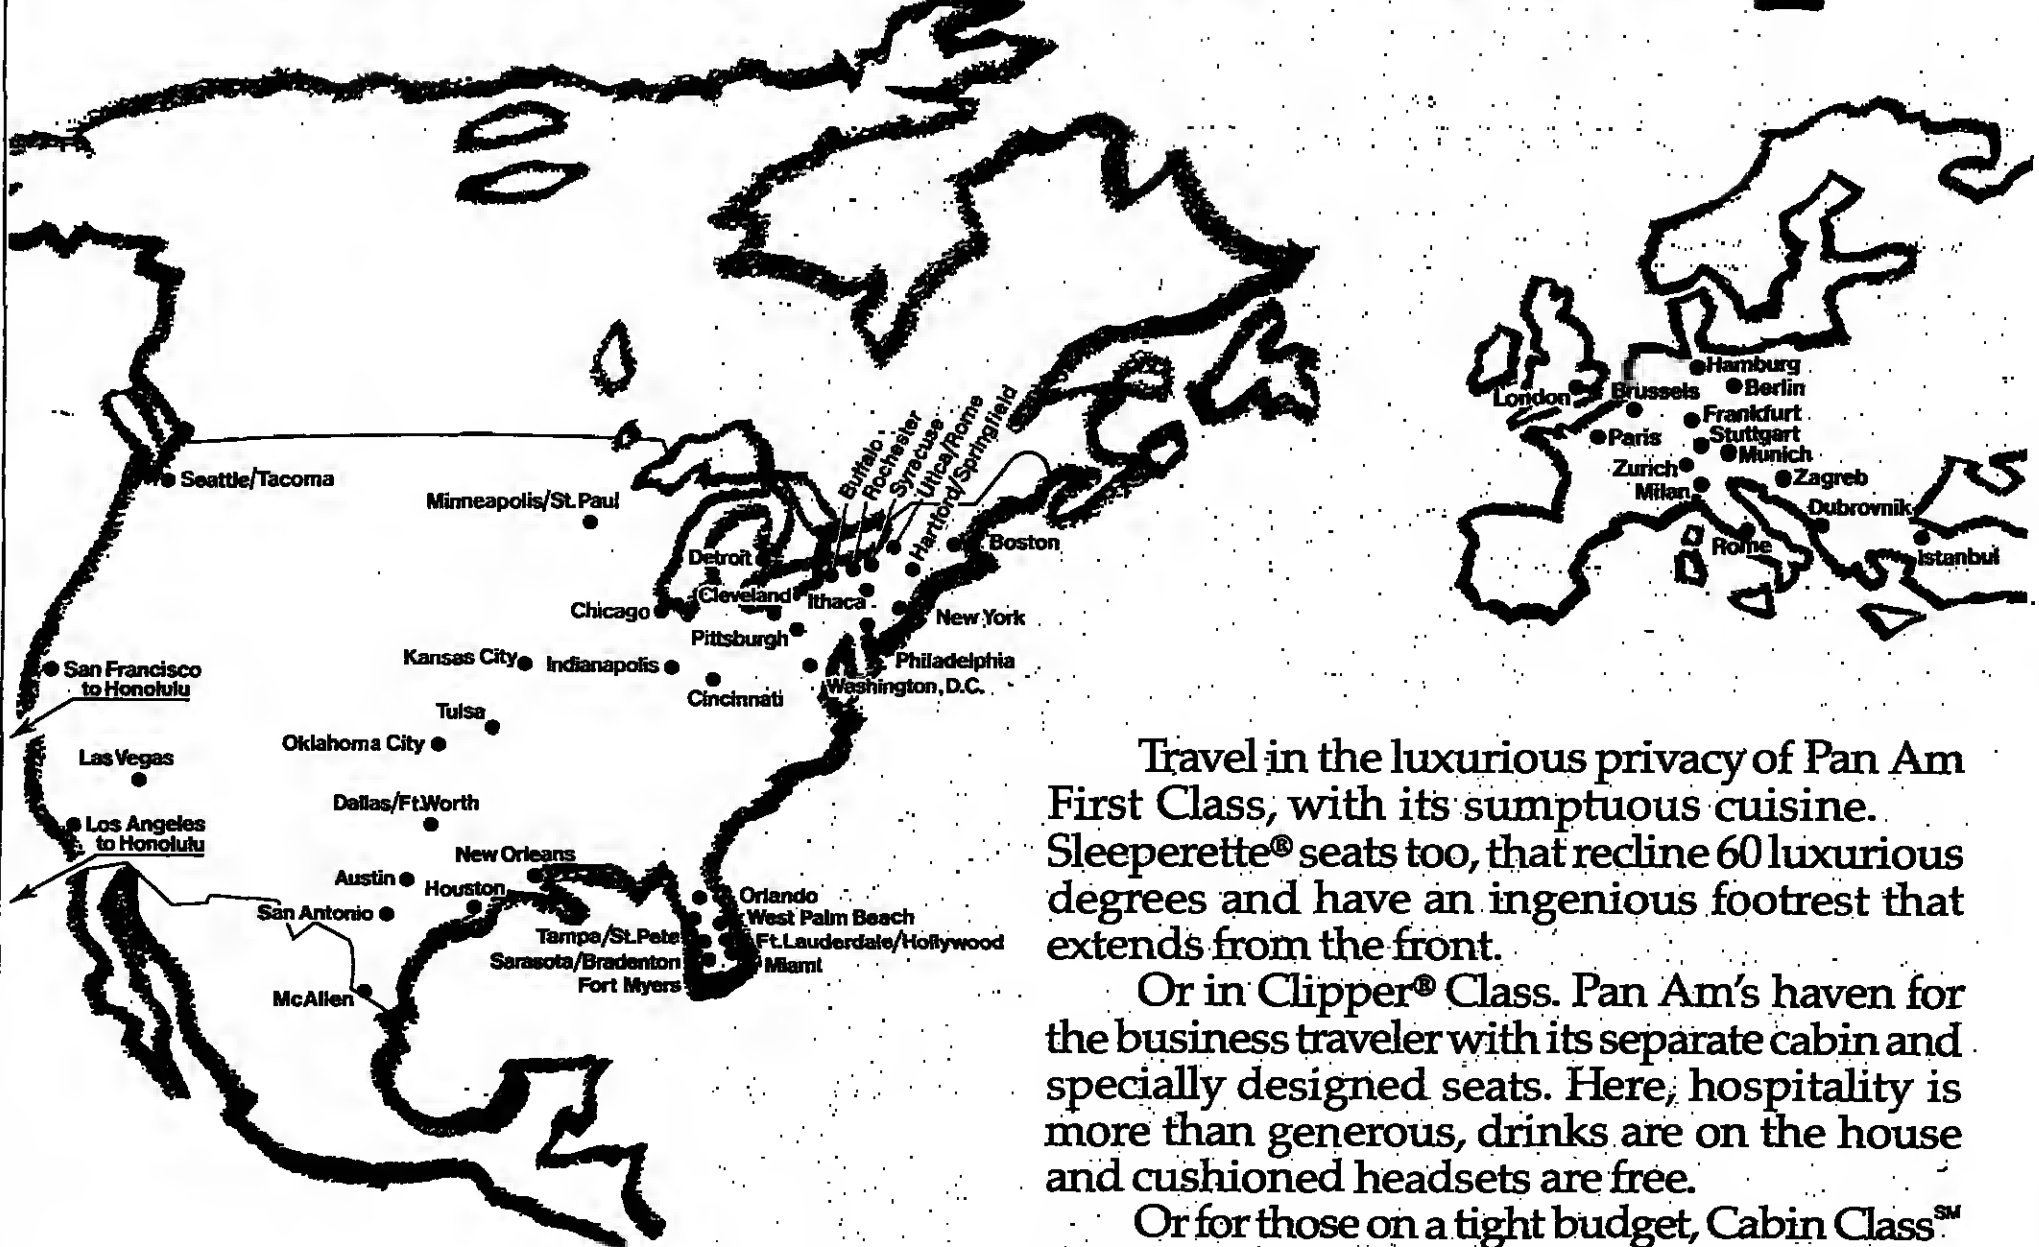 Hamburg
Berlin
London
Brussels
Frankfurt
Paris
Stuttgart
Munich
Zurich
Zagreb
Milan
Dubrovnik
Rome
Istanbul
Buffalo
Rochester
Syracuse
Utica/Rome
Hartford/Springfield
Seattle/Tacoma
Minneapolis/St.Paul
Boston
Detroit
Cleveland
Ithaca
Chicago
New York
Pittsburgh
Kansas City
Indianapolis
Philadelphia
San Francisco
to Honolulu
Washington, D.C.
Cincinnati
Tulsa
Oklahoma City
Las Vegas
Dallas/Ft.Worth
Los Angeles
to Honolulu
New Orleans
Austin
Houston
Orlando
San Antonio
West Palm Beach
Tampa/St.Pete
Ft.Lauderdale/Hollywood
Sarasota/Bradenton
Miami
Fort Myers
McAllen
Travel in the luxurious privacy of Pan Am
First Class, with its sumptuous cuisine.
Sleeperette® seats too, that recline 60 luxurious
degrees and have an ingenious footrest that
extends from the front.
Or in Clipper® Class. Pan Am's haven for
the business traveler with its separate cabin and
specially designed seats. Here, hospitality is
more than generous, drinks are on the house
and cushioned headsets are free.
Or for those on a tight budget, Cabin Class℠